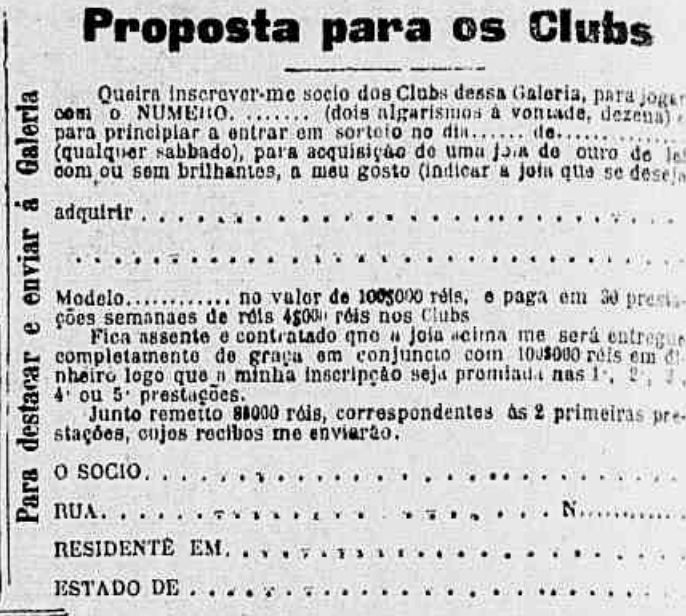 Proposta para os Clubs
Para destacar e enviar á Galeria
Queira inscrever-me socio dos Clubs dessa Galeria, para jogar
com o NUMERO........ (dois algarismos á vontade, dezena) e
para principiar a entrar em sorteio no dia...... de.............
(qualquer sabbado), para acquisição de uma joia de ouro de lei
com ou sem brilhantes, a meu gosto (indicar a joia que se deseja
adquirir . . . . . . . . . . . . . . . . . . . . . . .
Modelo............ no valor de 100$000 réis, e paga em 30 presta-
ções semanaes de réis 4$000 réis nos Clubs
Fica assente e contratado que a joia acima me será entregue
completamente de graça em conjuncto com 100$000 réis em di-
nheiro logo que a minha inscripção seja premiada nas 1ª, 2ª, 3ª,
4ª ou 5ª prestações.
Junto remetto 8$000 réis, correspondentes ás 2 primeiras pre-
stações, cujos recibos me enviarão.
O SOCIO. . . . . . . . . . . . . . . . . . . . . . .
RUA. . . . . . . . . . . . . . . . . . . N............
RESIDENTE EM. . . . . . . . . . . . . . . . . . . .
ESTADO DE . . . . . . . . . . . . . . . . . . . . . .